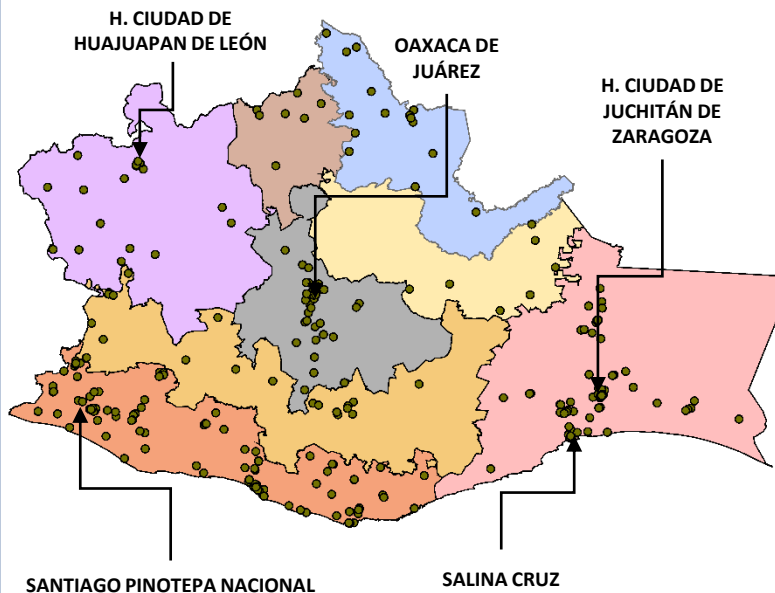 H. CIUDAD DE
HUAJUAPAN DE LEÓN
OAXACA DE
JUÁREZ
H. CIUDAD DE
JUCHITÁN DE
ZARAGOZA
SANTIAGO PINOTEPA NACIONAL
SALINA CRUZ